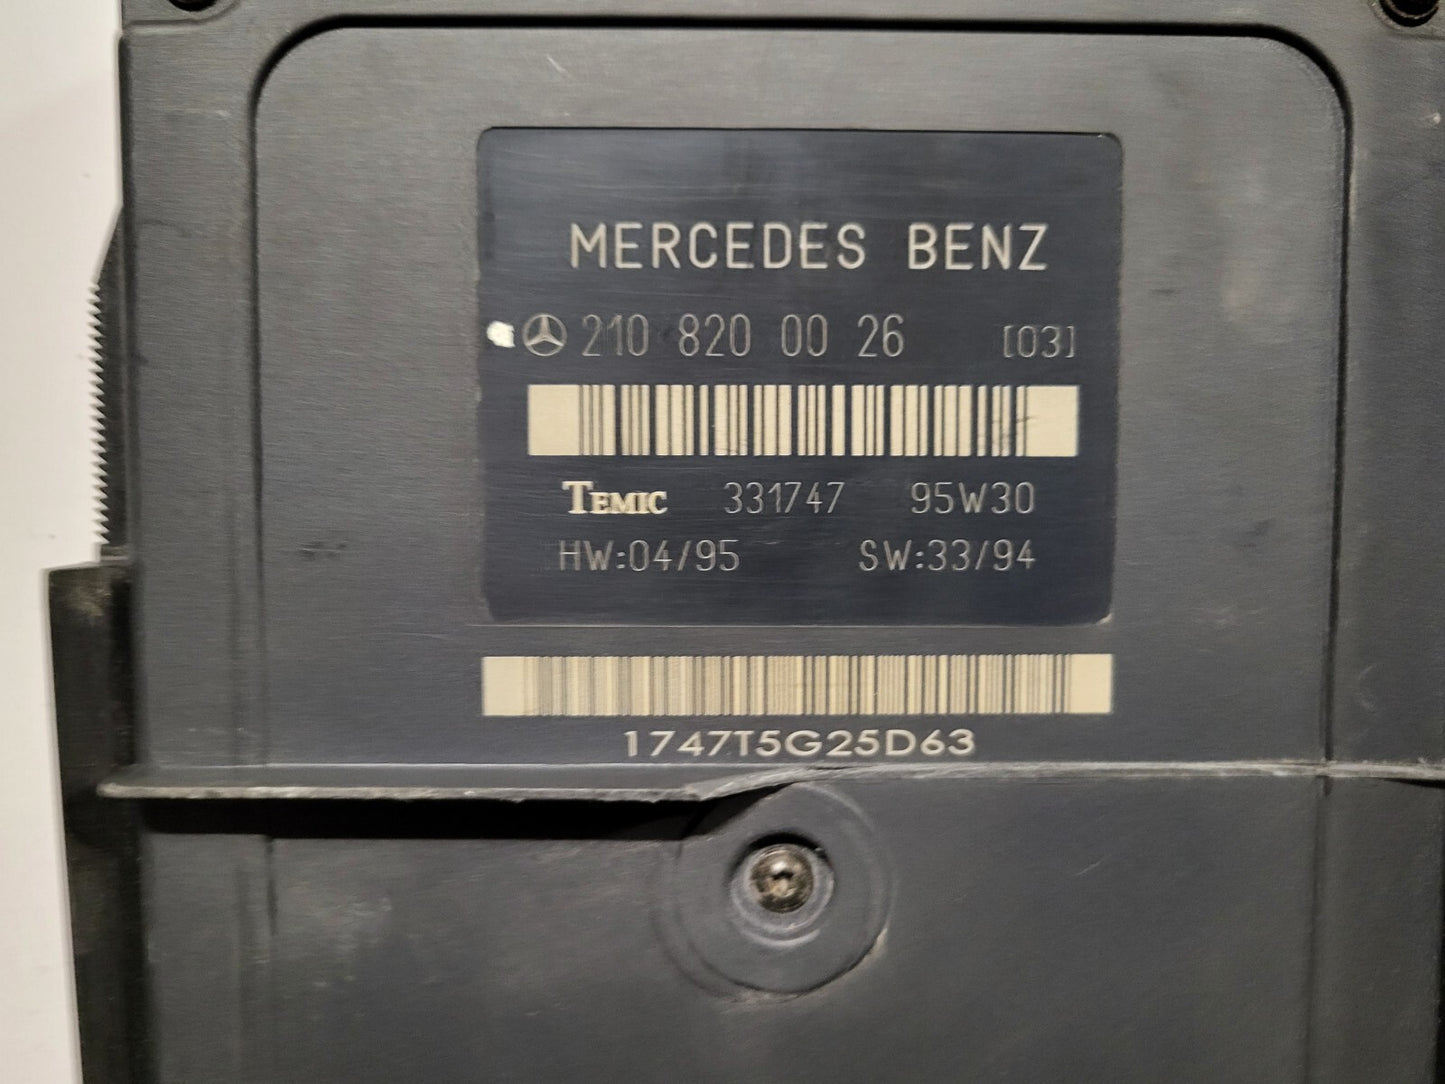 MERCEDES BENZ
210 820 00 26 [03]
TEMIC 331747 95W30
HW:04/95 SW:33/94
1747T5G25D63